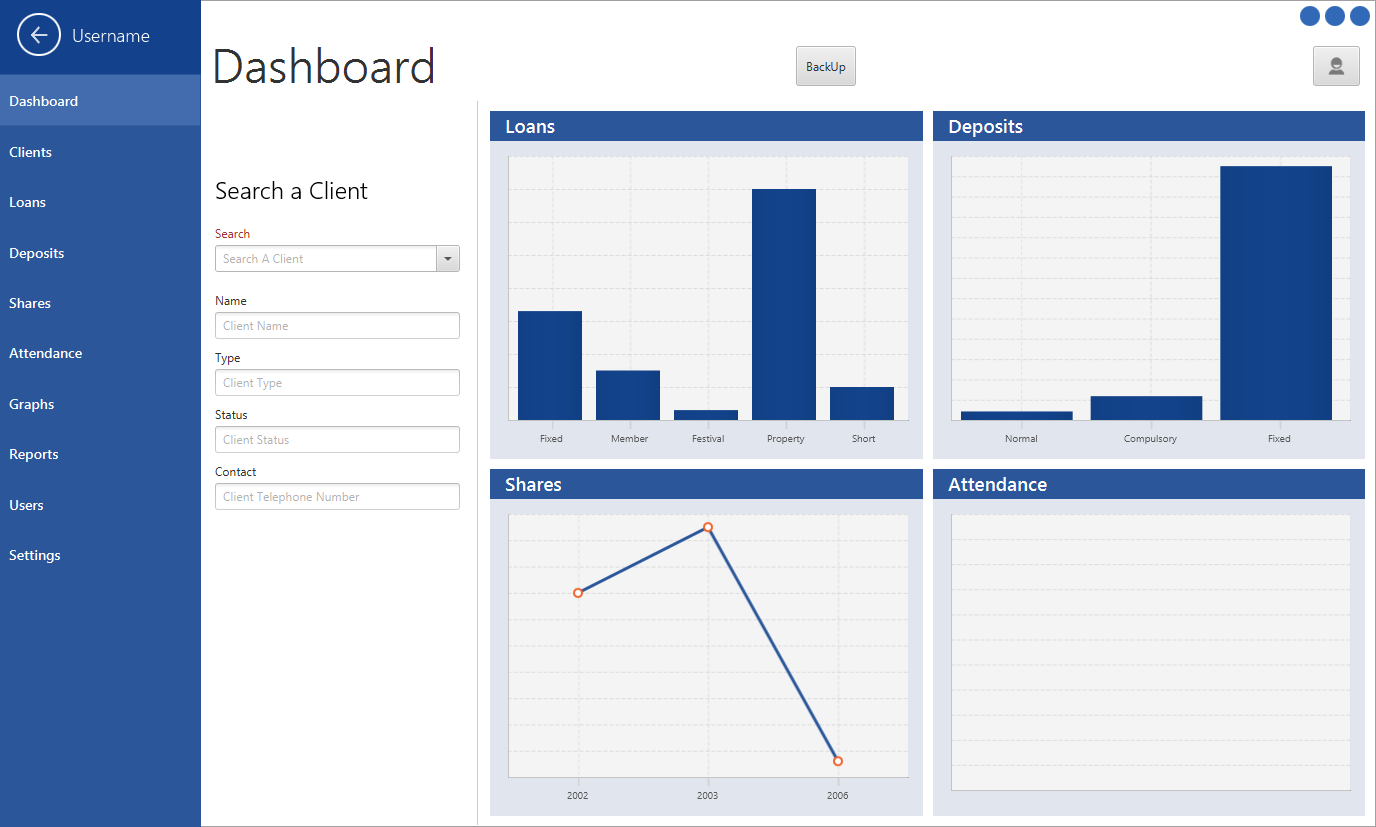 Username
Dashboard
Clients
Loans
Deposits
Shares
Attendance
Graphs
Reports
Users
Settings
Dashboard
BackUp
Search a Client
Search
Search A Client
Name
Client Name
Type
Client Type
Status
Client Status
Contact
Client Telephone Number
Loans
Fixed Member Festival Property Short
Deposits
Normal Compulsory Fixed
Shares
2002 2003 2006
Attendance